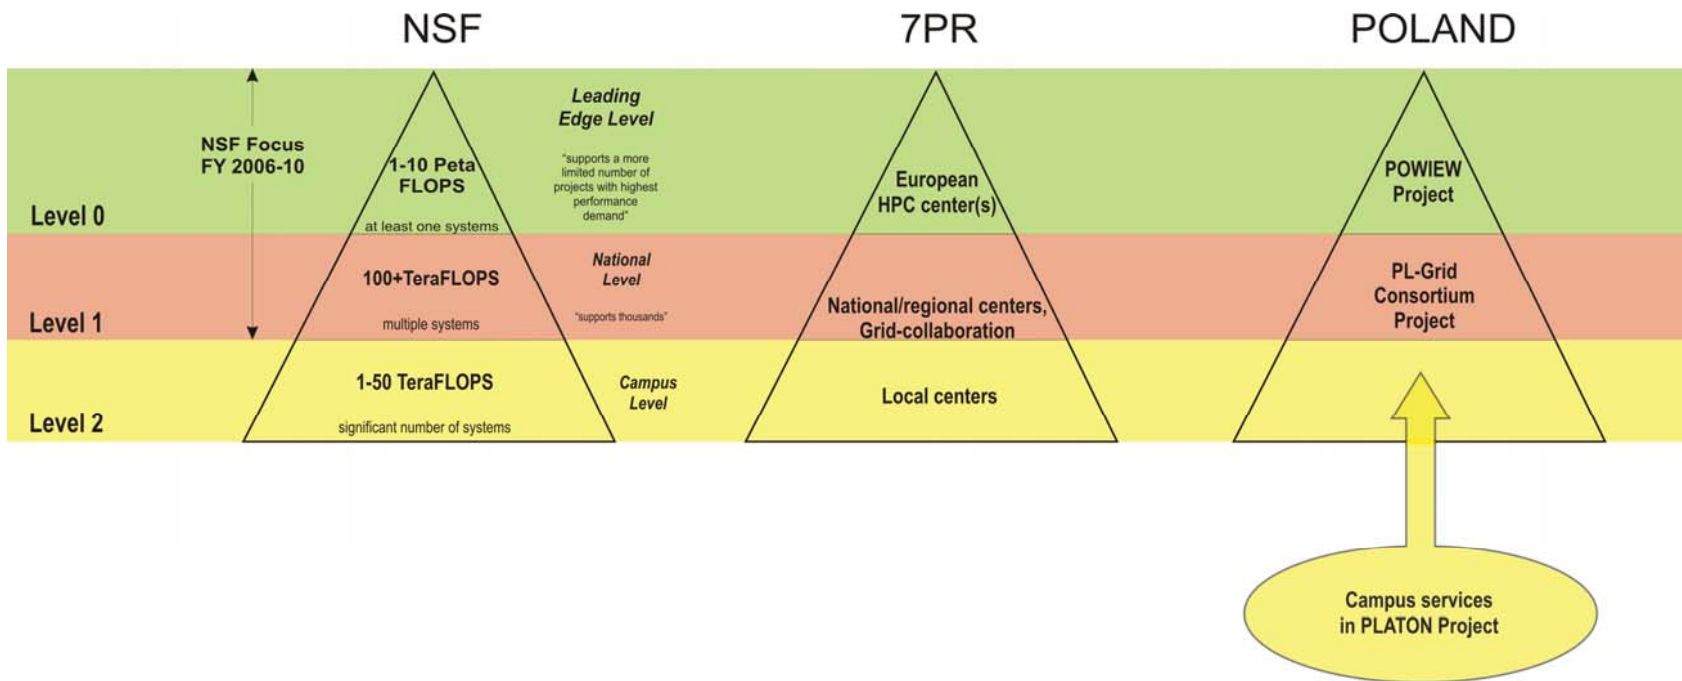 NSF
7PR
POLAND
NSF Focus
FY 2006-10
Level 0
1-10 Peta
FLOPS
at least one systems
Leading
Edge Level
"supports a more
limited number of
projects with highest
performance
demand"
European
HPC center(s)
POWIEW
Project
Level 1
100+TeraFLOPS
multiple systems
National
Level
"supports thousands"
National/regional centers,
Grid-collaboration
PL-Grid
Consortium
Project
Level 2
1-50 TeraFLOPS
significant number of systems
Campus
Level
Local centers
Campus services
in PLATON Project